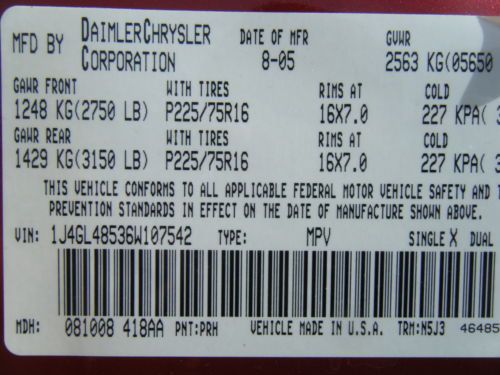 MFD BY DAIMLERCHRYSLER CORPORATION DATE OF MFR 8-05 GVWR 2563 KG(05650
GAWR FRONT WITH TIRES RIMS AT COLD
1248 KG(2750 LB) P225/75R16 16X7.0 227 KPA(
GAWR REAR WITH TIRES RIMS AT COLD
1429 KG(3150 LB) P225/75R16 16X7.0 227 KPA(
THIS VEHICLE CONFORMS TO ALL APPLICABLE FEDERAL MOTOR VEHICLE SAFETY AND
PREVENTION STANDARDS IN EFFECT ON THE DATE OF MANUFACTURE SHOWN ABOVE.
VIN: 1J4GL48536W107542 TYPE: MPV SINGLE X DUAL
MDH: 081008 418AA PNT:PRH VEHICLE MADE IN U.S.A. TRM:N5J3 46485